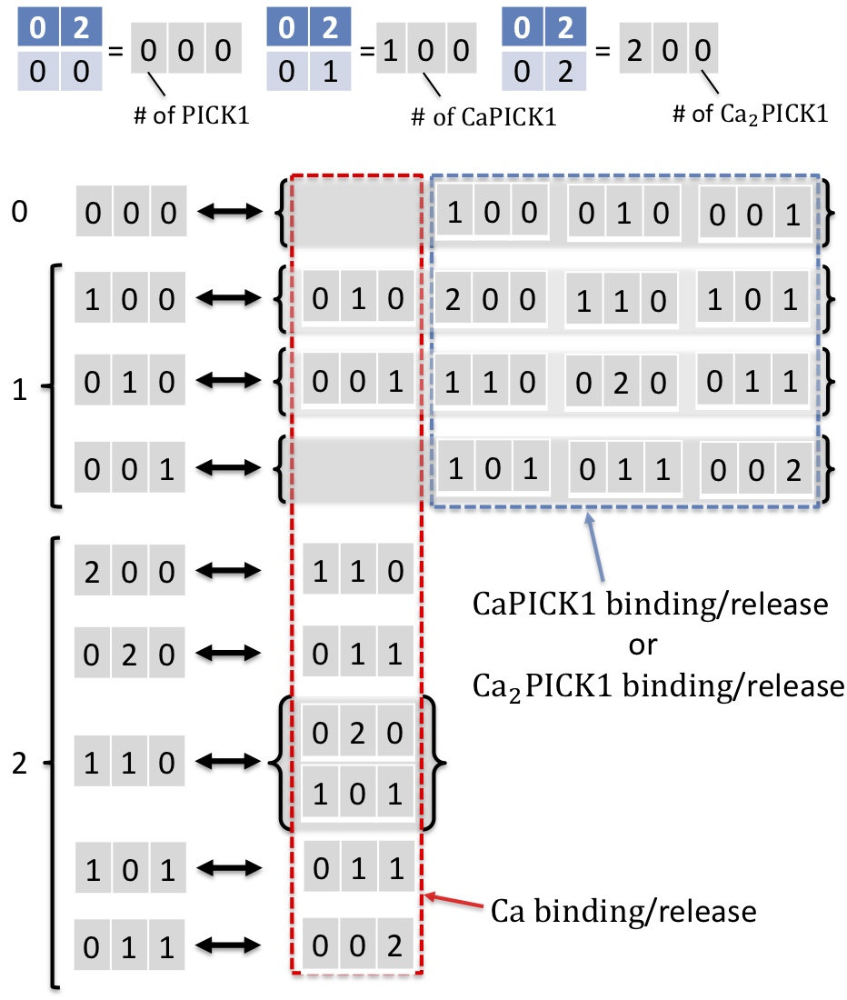 0 2 0 2 0 2
0 0 = 0 0 0 0 1 = 1 0 0 0 2 = 2 0 0
# of PICK1 # of CaPICK1 # of Ca₂PICK1
0 0 0 0 1 0 0 0 1 0 0 0 1
1 0 0 0 1 0 2 0 0 1 1 0 1 0 1
1 0 1 0 0 0 1 1 1 0 0 2 0 0 1 1
0 0 1 1 0 1 0 1 1 0 0 2
2 0 0 1 1 0
CaPICK1 binding/release
or
Ca₂PICK1 binding/release
0 2 0 0 1 1
0 2 0
2 1 1 0
1 0 1
1 0 1 0 1 1
Ca binding/release
0 1 1 0 0 2